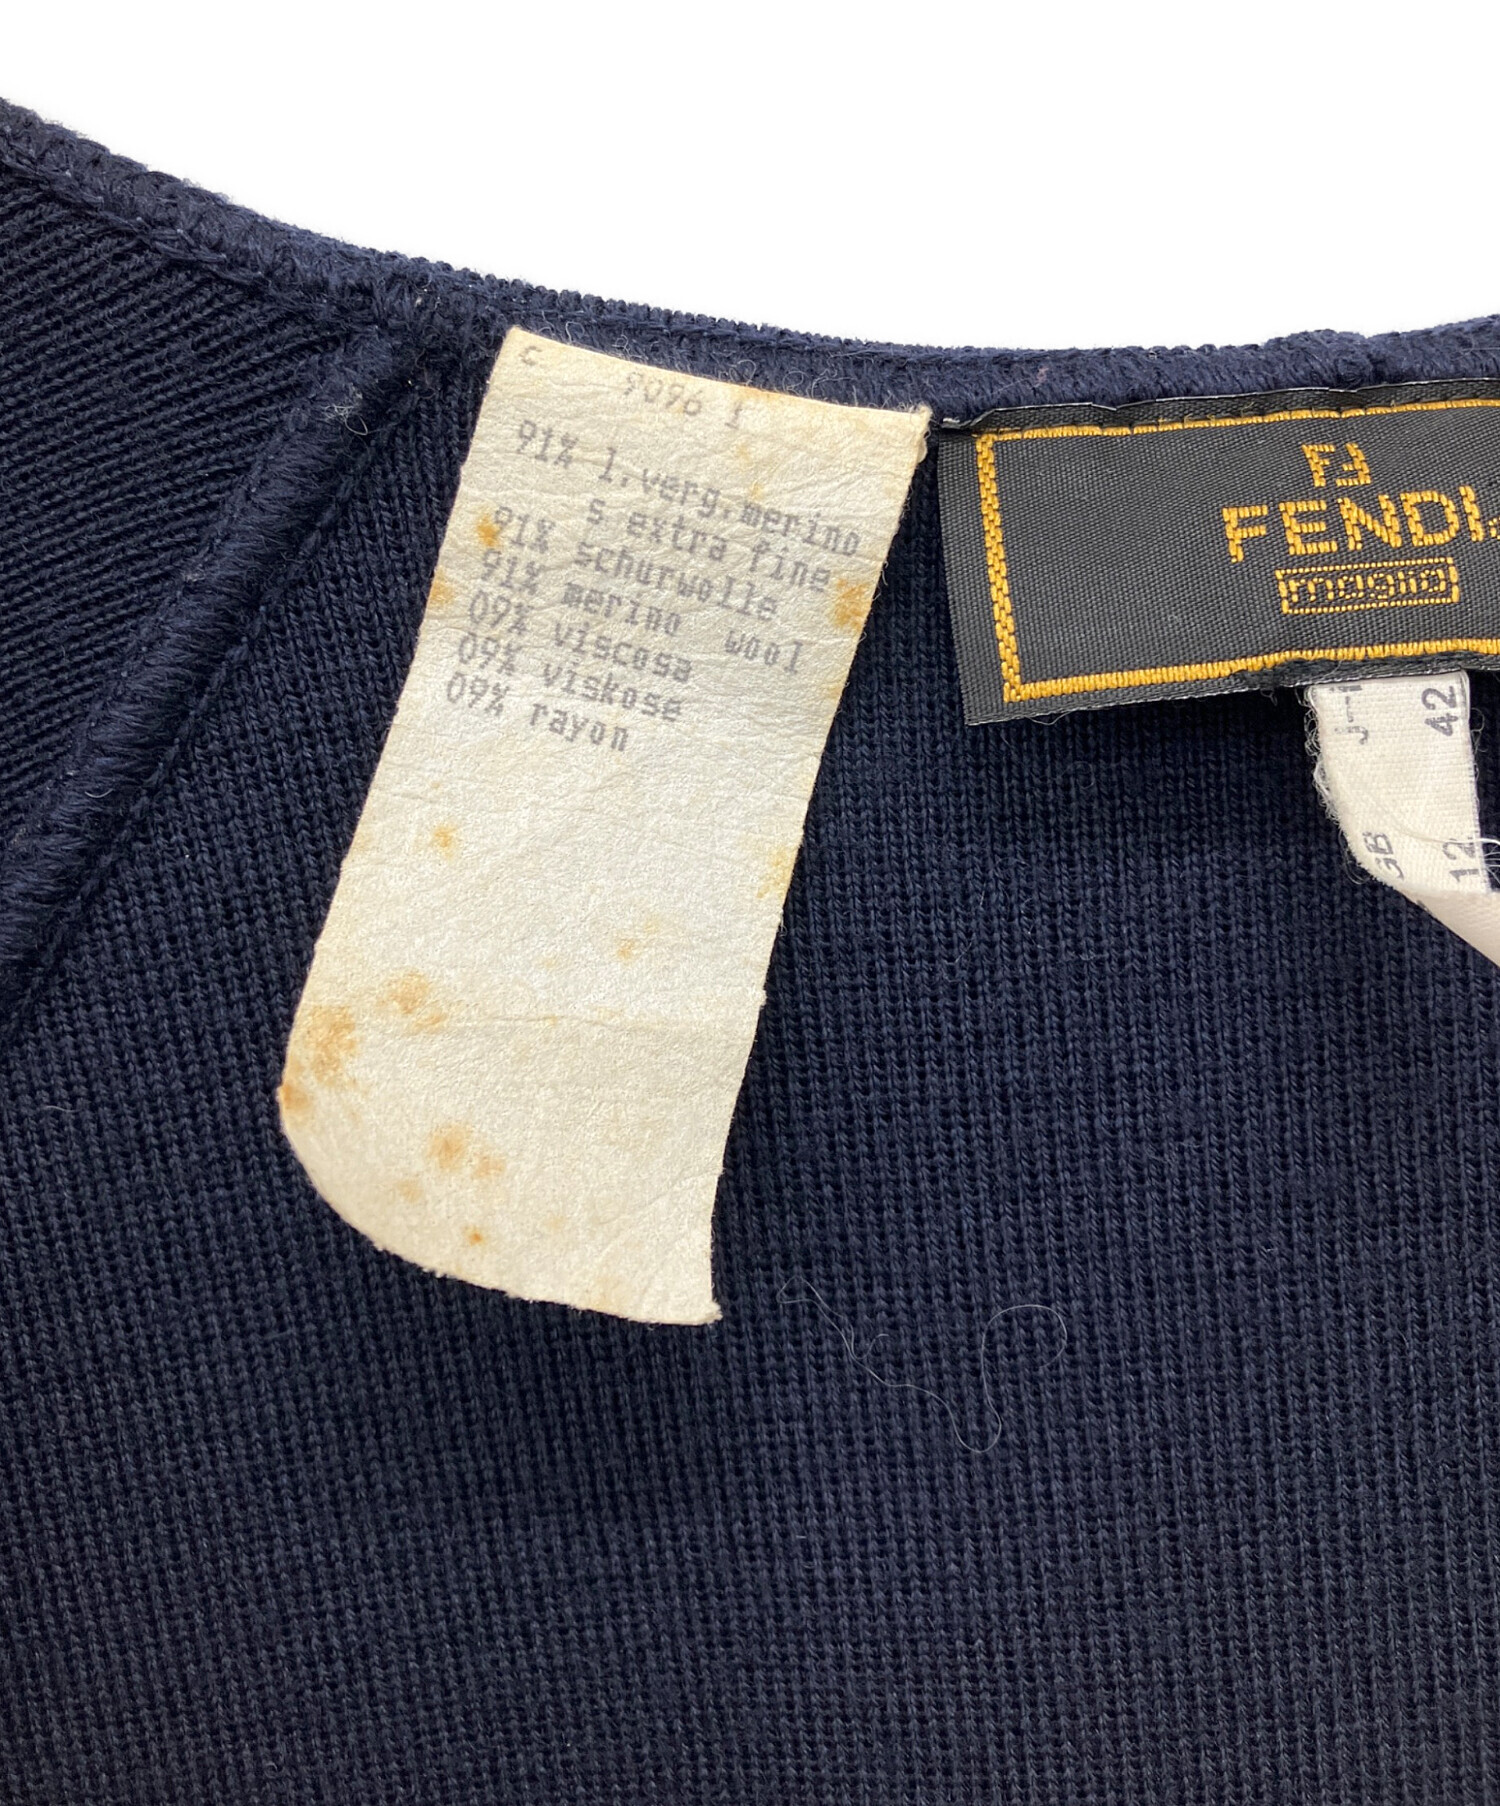 c 9096 1
91% l.verg.merino
s extra fine
91% schurwolle
91% merino wool
09% viscosa
09% viskose
09% rayon
FF
FENDI
maglia
42
GB 12